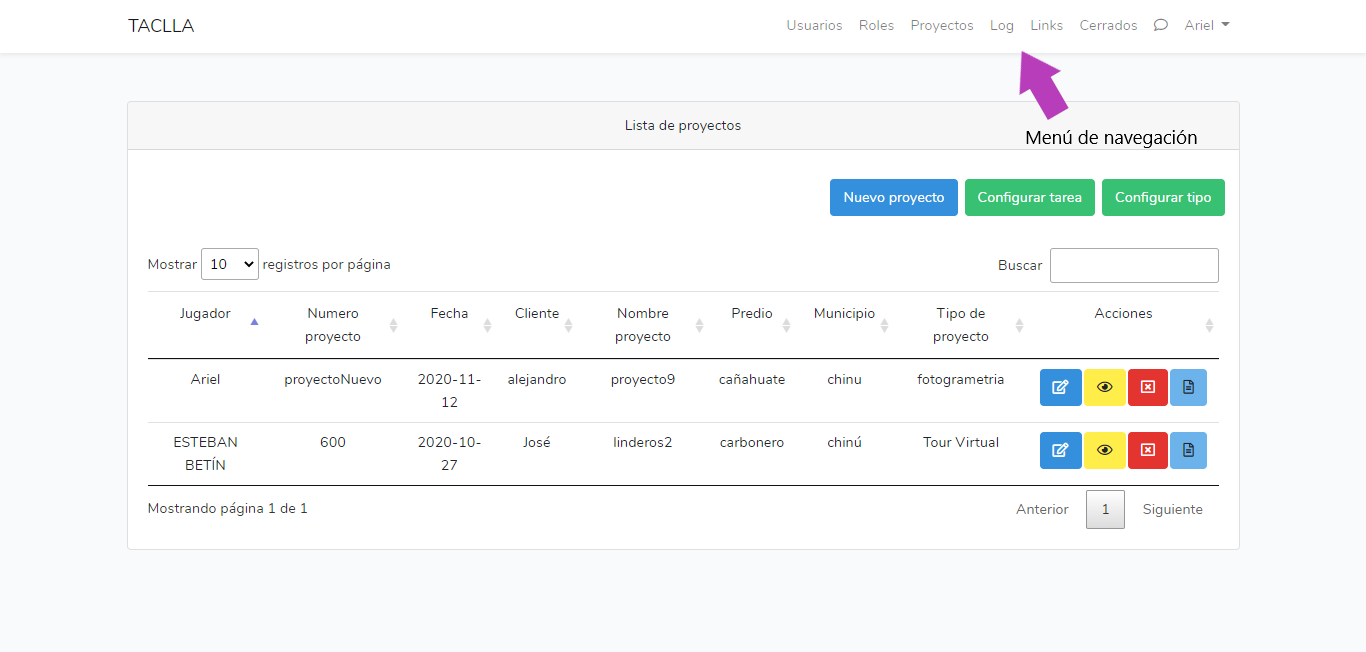 TACLLA
Usuarios Roles Proyectos Log Links Cerrados Ariel
Menú de navegación
Lista de proyectos
Nuevo proyecto Configurar tarea Configurar tipo
Mostrar 10 registros por página Buscar
Jugador Numero proyecto Fecha Cliente Nombre proyecto Predio Municipio Tipo de proyecto Acciones
Ariel proyectoNuevo 2020-11-12 alejandro proyecto9 cañahuate chinu fotogrametria
ESTEBAN BETÍN 600 2020-10-27 José linderos2 carbonero chinú Tour Virtual
Mostrando página 1 de 1 Anterior 1 Siguiente